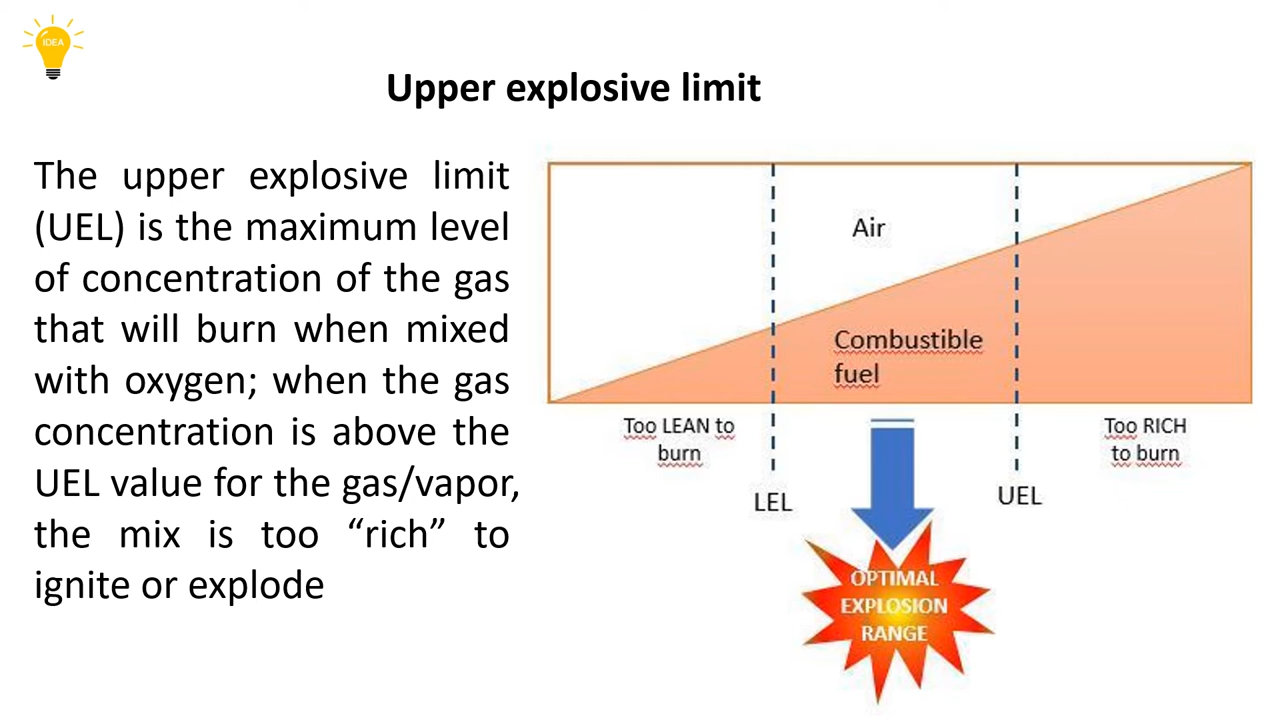 IDEA
Upper explosive limit
The upper explosive limit
(UEL) is the maximum level
of concentration of the gas
that will burn when mixed
with oxygen; when the gas
concentration is above the
UEL value for the gas/vapor,
the mix is too “rich” to
ignite or explode
Air
Combustible
fuel
Too LEAN to
burn
Too RICH
to burn
LEL
UEL
OPTIMAL
EXPLOSION
RANGE